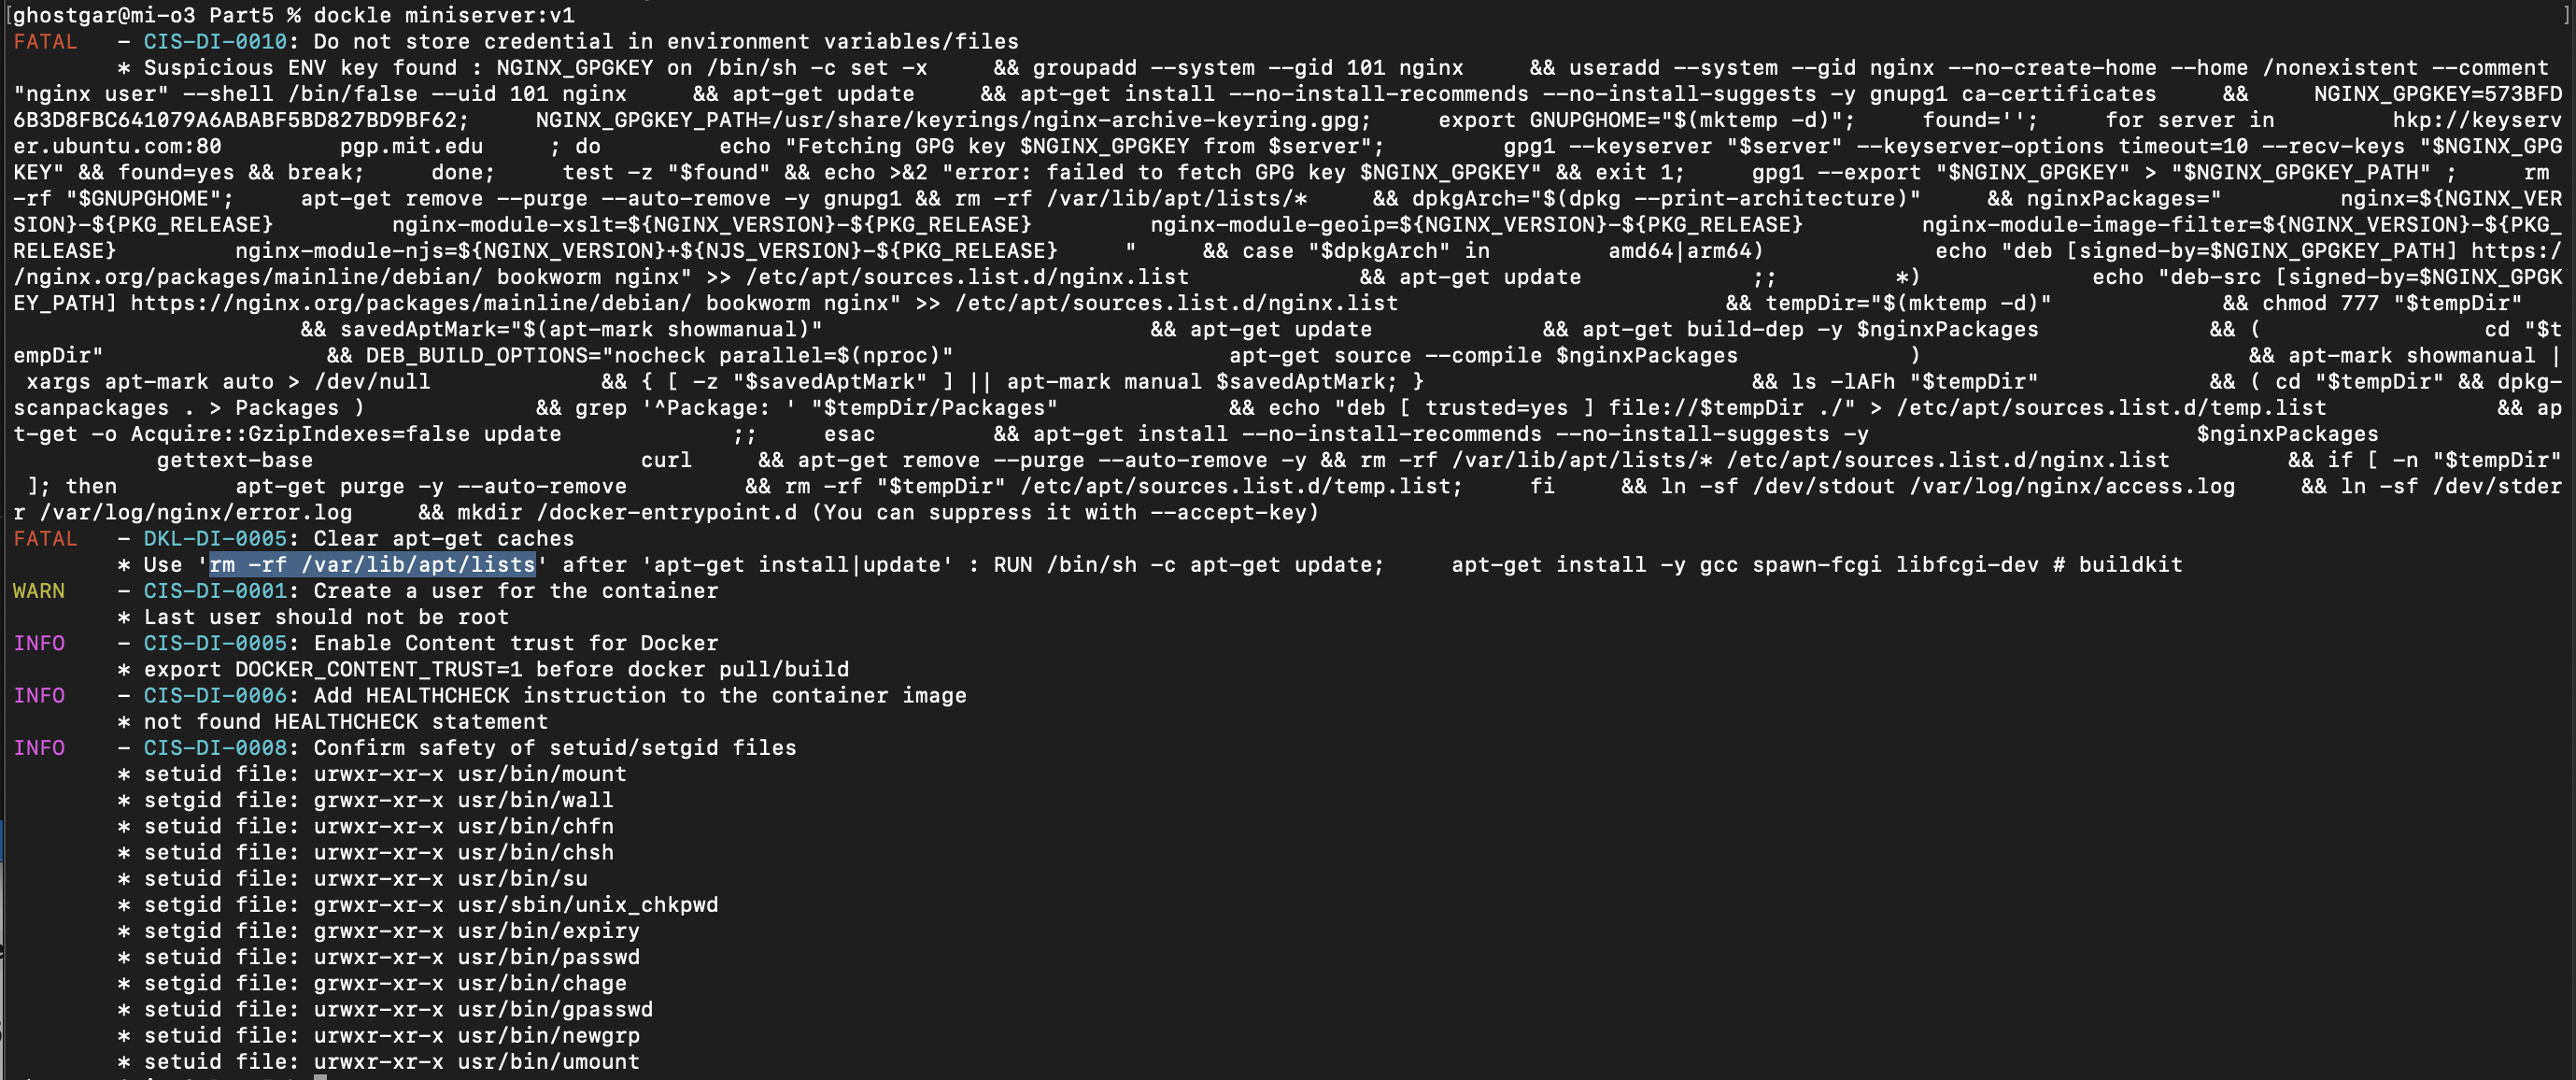 [ghostgar@mi-o3 Part5 % dockle miniserver:v1 ]
FATAL   - CIS-DI-0010: Do not store credential in environment variables/files
        * Suspicious ENV key found : NGINX_GPGKEY on /bin/sh -c set -x     && groupadd --system --gid 101 nginx     && useradd --system --gid nginx --no-create-home --home /nonexistent --comment
"nginx user" --shell /bin/false --uid 101 nginx     && apt-get update     && apt-get install --no-install-recommends --no-install-suggests -y gnupg1 ca-certificates     &&     NGINX_GPGKEY=573BFD
6B3D8FBC641079A6ABABF5BD827BD9BF62;     NGINX_GPGKEY_PATH=/usr/share/keyrings/nginx-archive-keyring.gpg;     export GNUPGHOME="$(mktemp -d)";     found='';     for server in         hkp://keyserv
er.ubuntu.com:80         pgp.mit.edu     ; do         echo "Fetching GPG key $NGINX_GPGKEY from $server";         gpg1 --keyserver "$server" --keyserver-options timeout=10 --recv-keys "$NGINX_GPG
KEY" && found=yes && break;     done;     test -z "$found" && echo >&2 "error: failed to fetch GPG key $NGINX_GPGKEY" && exit 1;     gpg1 --export "$NGINX_GPGKEY" > "$NGINX_GPGKEY_PATH" ;     rm
-rf "$GNUPGHOME";     apt-get remove --purge --auto-remove -y gnupg1 && rm -rf /var/lib/apt/lists/*     && dpkgArch="$(dpkg --print-architecture)"     && nginxPackages="         nginx=${NGINX_VER
SION}-${PKG_RELEASE}         nginx-module-xslt=${NGINX_VERSION}-${PKG_RELEASE}         nginx-module-geoip=${NGINX_VERSION}-${PKG_RELEASE}         nginx-module-image-filter=${NGINX_VERSION}-${PKG_
RELEASE}         nginx-module-njs=${NGINX_VERSION}+${NJS_VERSION}-${PKG_RELEASE}     "     && case "$dpkgArch" in         amd64|arm64)             echo "deb [signed-by=$NGINX_GPGKEY_PATH] https:/
/nginx.org/packages/mainline/debian/ bookworm nginx" >> /etc/apt/sources.list.d/nginx.list             && apt-get update             ;;         *)             echo "deb-src [signed-by=$NGINX_GPGK
EY_PATH] https://nginx.org/packages/mainline/debian/ bookworm nginx" >> /etc/apt/sources.list.d/nginx.list                         && tempDir="$(mktemp -d)"             && chmod 777 "$tempDir"
                      && savedAptMark="$(apt-mark showmanual)"                         && apt-get update             && apt-get build-dep -y $nginxPackages             && (                 cd "$t
empDir"                 && DEB_BUILD_OPTIONS="nocheck parallel=$(nproc)"                     apt-get source --compile $nginxPackages             )                         && apt-mark showmanual |
 xargs apt-mark auto > /dev/null             && { [ -z "$savedAptMark" ] || apt-mark manual $savedAptMark; }                         && ls -lAFh "$tempDir"             && ( cd "$tempDir" && dpkg-
scanpackages . > Packages )             && grep '^Package: ' "$tempDir/Packages"             && echo "deb [ trusted=yes ] file://$tempDir ./" > /etc/apt/sources.list.d/temp.list             && ap
t-get -o Acquire::GzipIndexes=false update             ;;     esac         && apt-get install --no-install-recommends --no-install-suggests -y                         $nginxPackages
           gettext-base                         curl     && apt-get remove --purge --auto-remove -y && rm -rf /var/lib/apt/lists/* /etc/apt/sources.list.d/nginx.list         && if [ -n "$tempDir"
 ]; then         apt-get purge -y --auto-remove         && rm -rf "$tempDir" /etc/apt/sources.list.d/temp.list;     fi     && ln -sf /dev/stdout /var/log/nginx/access.log     && ln -sf /dev/stder
r /var/log/nginx/error.log     && mkdir /docker-entrypoint.d (You can suppress it with --accept-key)
FATAL   - DKL-DI-0005: Clear apt-get caches
        * Use 'rm -rf /var/lib/apt/lists' after 'apt-get install|update' : RUN /bin/sh -c apt-get update;     apt-get install -y gcc spawn-fcgi libfcgi-dev # buildkit
WARN    - CIS-DI-0001: Create a user for the container
        * Last user should not be root
INFO    - CIS-DI-0005: Enable Content trust for Docker
        * export DOCKER_CONTENT_TRUST=1 before docker pull/build
INFO    - CIS-DI-0006: Add HEALTHCHECK instruction to the container image
        * not found HEALTHCHECK statement
INFO    - CIS-DI-0008: Confirm safety of setuid/setgid files
        * setuid file: urwxr-xr-x usr/bin/mount
        * setgid file: grwxr-xr-x usr/bin/wall
        * setuid file: urwxr-xr-x usr/bin/chfn
        * setuid file: urwxr-xr-x usr/bin/chsh
        * setuid file: urwxr-xr-x usr/bin/su
        * setgid file: grwxr-xr-x usr/sbin/unix_chkpwd
        * setgid file: grwxr-xr-x usr/bin/expiry
        * setuid file: urwxr-xr-x usr/bin/passwd
        * setgid file: grwxr-xr-x usr/bin/chage
        * setuid file: urwxr-xr-x usr/bin/gpasswd
        * setuid file: urwxr-xr-x usr/bin/newgrp
        * setuid file: urwxr-xr-x usr/bin/umount